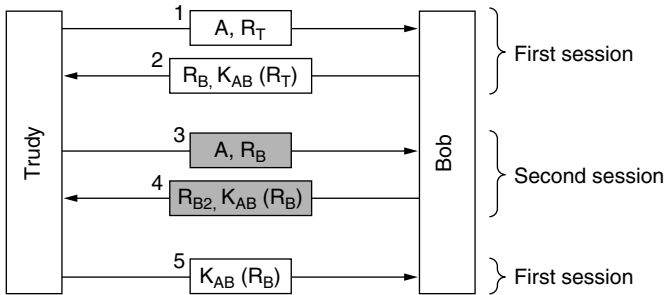 1
A, R_T
First session
2
R_B, K_AB (R_T)
Trudy
Bob
3
A, R_B
Second session
4
R_B2, K_AB (R_B)
5
K_AB (R_B)
First session